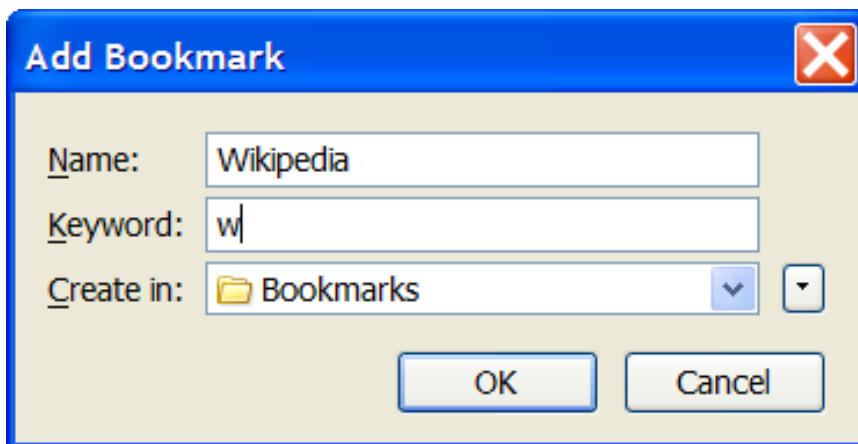 Add Bookmark
Name: Wikipedia
Keyword: w
Create in: Bookmarks
OK Cancel